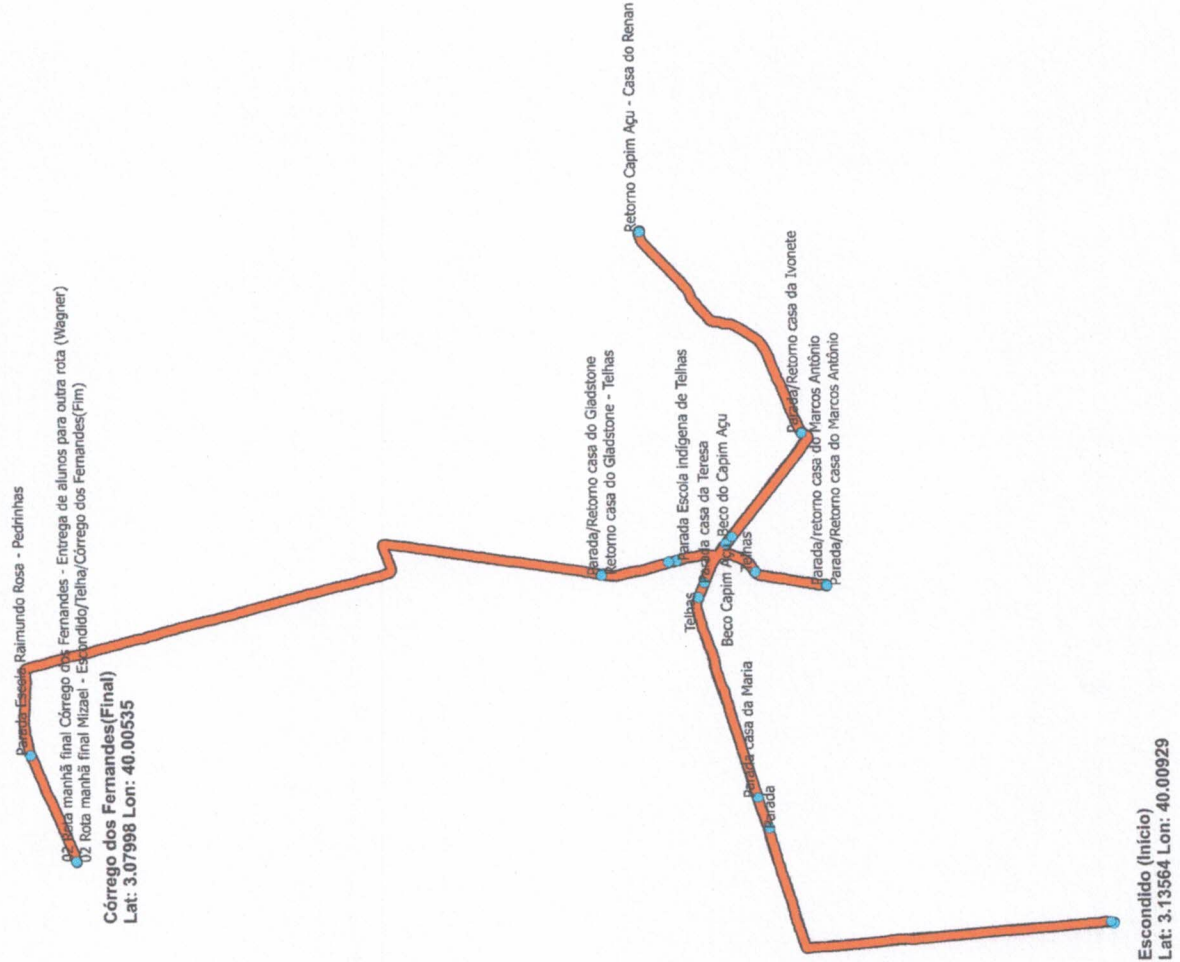 Parada Escola Raimundo Rosa - Pedrinhas
02 Rota manhã final Córrego dos Fernandes - Entrega de alunos para outra rota (Wagner)
02 Rota manhã final Mizael - Escondido/Telha/Córrego dos Fernandes(Fim)
Córrego dos Fernandes(Final)
Lat: 3.07998 Lon: 40.00535
Retorno Capim Açu - Casa do Renan
Parada/Retorno casa do Gladstone
Retorno casa do Gladstone - Telhas
Parada Escola indígena de Telhas
Parada casa da Teresa
Telhas
Beco Capim Açu
Beco do Capim Açu
Telhas
Parada/Retorno casa da Ivonete
Parada/retorno casa do Marcos Antônio
Parada/Retorno casa do Marcos Antônio
Parada casa da Maria
Parada
Escondido (Inicio)
Lat: 3.13564 Lon: 40.00929